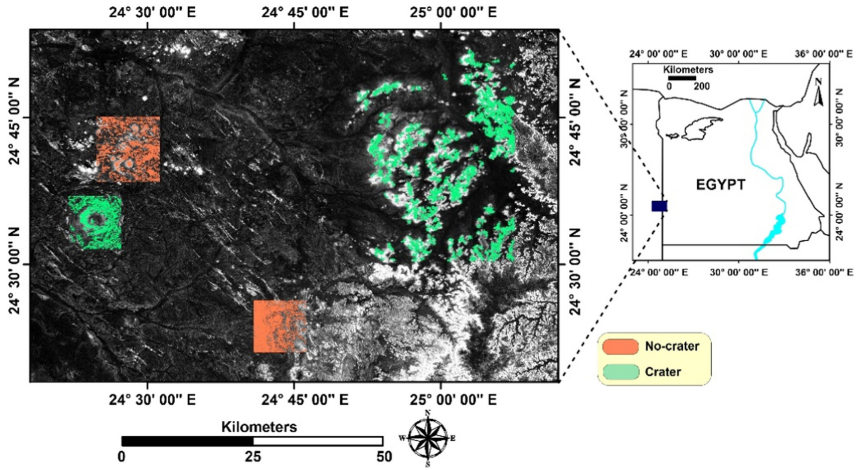 24° 30' 00" E
24° 45' 00" E
25° 00' 00" E
24° 45' 00" N
24° 30' 00" N
24° 45' 00" N
24° 30' 00" N
24° 30' 00" E
24° 45' 00" E
25° 00' 00" E
Kilometers
0
25
50
N
W
E
S
24° 00' 00" E
30° 00' 00" E
36° 00' 00" E
Kilometers
0
200
N
30° 00' 00" N
24° 00' 00" N
EGYPT
30° 00' 00" N
24° 00' 00" N
24° 00' 00" E
30° 00' 00" E
36° 00' 00" E
No-crater
Crater